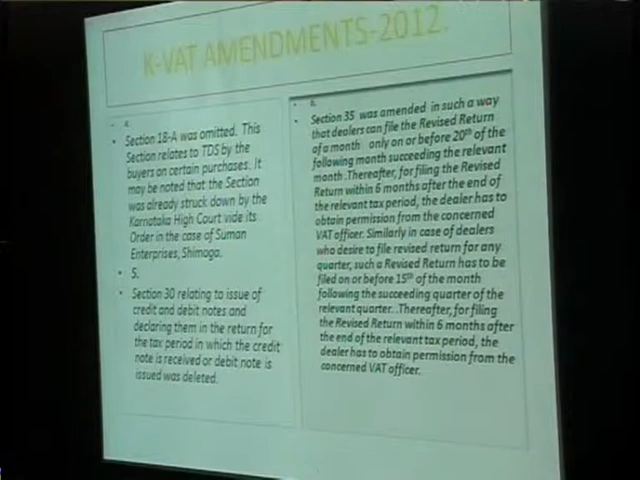 K-VAT AMENDMENTS-2012.
4.
Section 18-A was omitted. This
Section relates to TDS by the
buyers on certain purchases. It
may be noted that the Section
was already struck down by the
Karnataka High Court vide its
Order in the case of Suman
Enterprises, Shimoga.
5.
Section 30 relating to issue of
credit and debit notes and
declaring them in the return for
the tax period in which the credit
note is received or debit note is
issued was deleted.
6.
Section 35 was amended in such a way
that dealers can file the Revised Return
of a month only on or before 20th of the
following month succeeding the relevant
month .Thereafter, for filing the Revised
Return within 6 months after the end of
the relevant tax period, the dealer has to
obtain permission from the concerned
VAT officer. Similarly in case of dealers
who desire to file revised return for any
quarter, such a Revised Return has to be
filed on or before 15th of the month
following the succeeding quarter of the
relevant quarter. .Thereafter, for filing
the Revised Return within 6 months after
the end of the relevant tax period, the
dealer has to obtain permission from the
concerned VAT officer.